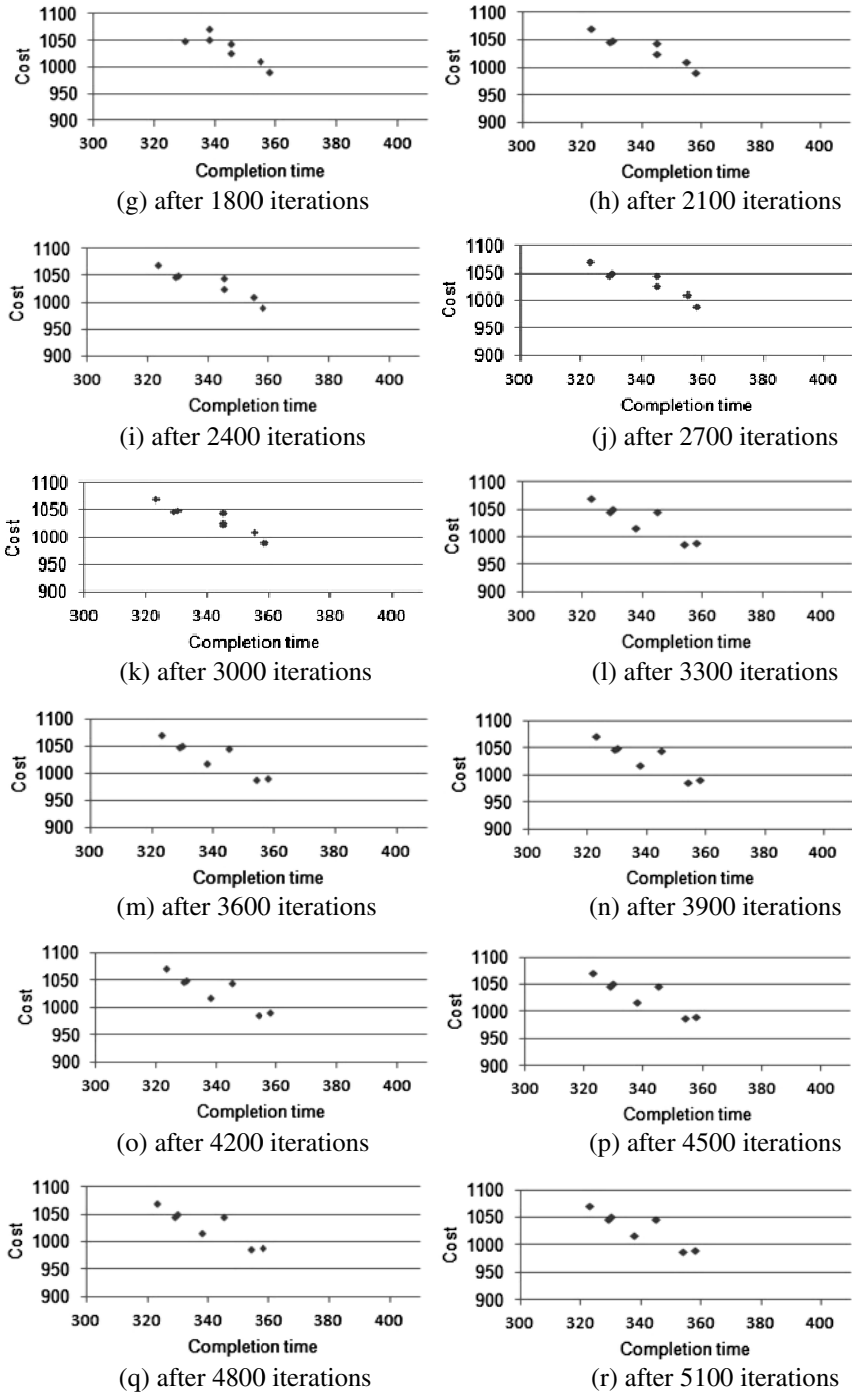 1100
1050
1000
950
900
Cost
300 320 340 360 380 400
Completion time
(g) after 1800 iterations
1100
1050
1000
950
900
Cost
300 320 340 360 380 400
Completion time
(h) after 2100 iterations
1100
1050
1000
950
900
Cost
300 320 340 360 380 400
Completion time
(i) after 2400 iterations
1100
1050
1000
950
900
Cost
300 320 340 360 380 400
Completion time
(j) after 2700 iterations
1100
1050
1000
950
900
Cost
300 320 340 360 380 400
Completion time
(k) after 3000 iterations
1100
1050
1000
950
900
Cost
300 320 340 360 380 400
Completion time
(l) after 3300 iterations
1100
1050
1000
950
900
Cost
300 320 340 360 380 400
Completion time
(m) after 3600 iterations
1100
1050
1000
950
900
Cost
300 320 340 360 380 400
Completion time
(n) after 3900 iterations
1100
1050
1000
950
900
Cost
300 320 340 360 380 400
Completion time
(o) after 4200 iterations
1100
1050
1000
950
900
Cost
300 320 340 360 380 400
Completion time
(p) after 4500 iterations
1100
1050
1000
950
900
Cost
300 320 340 360 380 400
Completion time
(q) after 4800 iterations
1100
1050
1000
950
900
Cost
300 320 340 360 380 400
Completion time
(r) after 5100 iterations